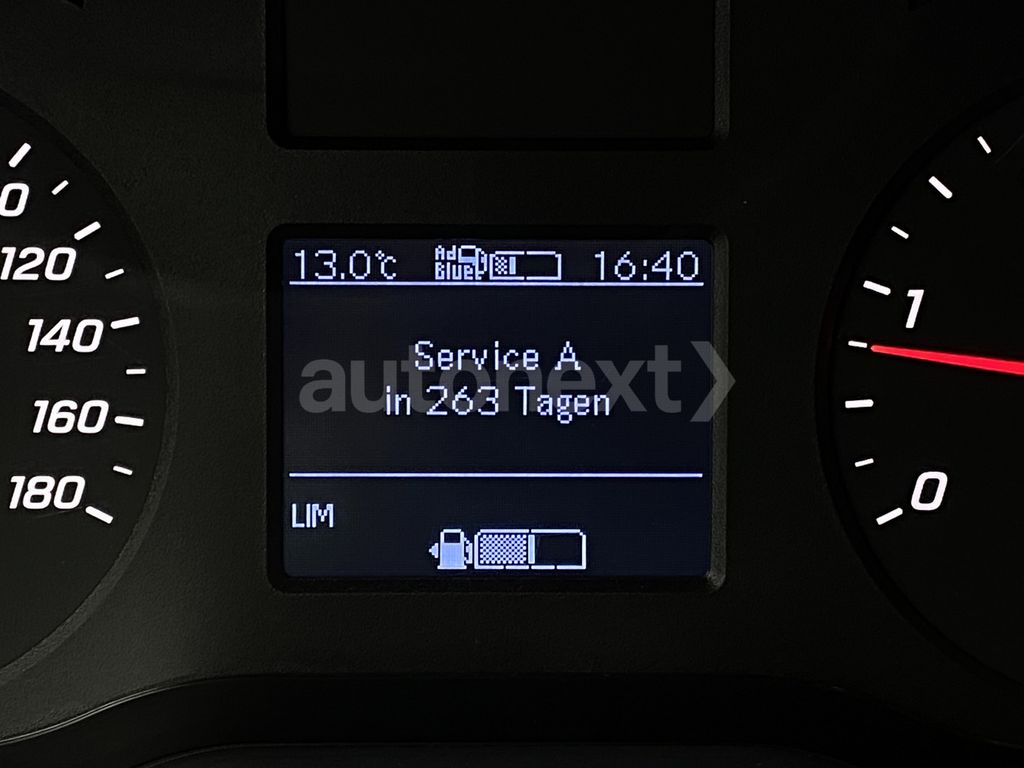 13.0°C
Ad
Blue
16:40
0
120
140
160
180
Service A
in 263 Tagen
autonext
LIM
1
0